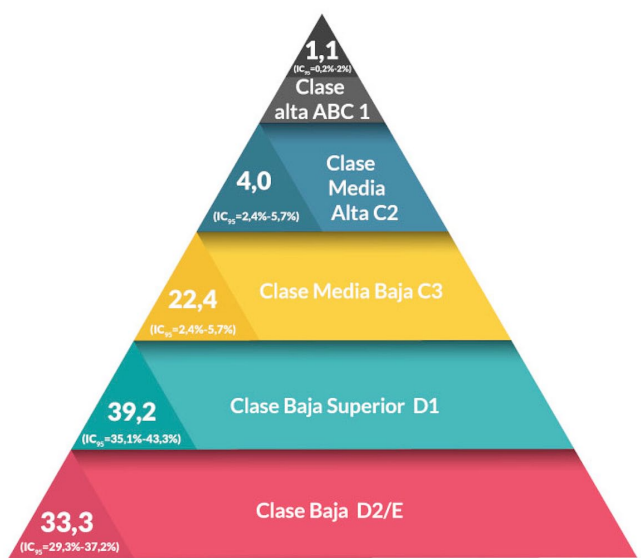 1,1
(IC₉₅=0,2%-2%)
Clase
alta ABC 1
4,0
(IC₉₅=2,4%-5,7%)
Clase
Media
Alta C2
22,4
(IC₉₅=2,4%-5,7%)
Clase Media Baja C3
39,2
(IC₉₅=35,1%-43,3%)
Clase Baja Superior D1
33,3
(IC₉₅=29,3%-37,2%)
Clase Baja D2/E